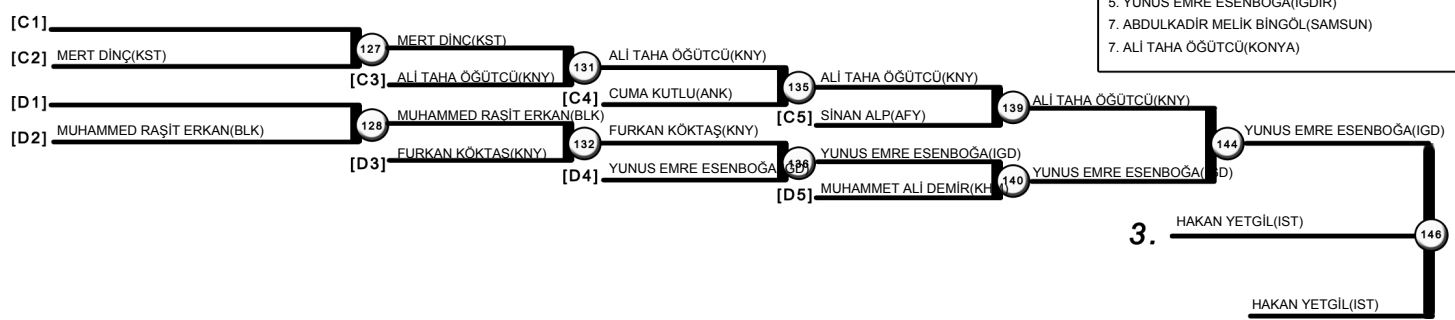 5. YUNUS EMRE ESENBOĞA(IGDIR)
7. ABDULKADİR MELİK BİNGÖL(SAMSUN)
7. ALİ TAHA ÖĞÜTCÜ(KONYA)
[C1]
[C2] MERT DİNÇ(KST)
127 MERT DİNÇ(KST)
[C3] ALİ TAHA ÖĞÜTCÜ(KNY)
131 ALİ TAHA ÖĞÜTCÜ(KNY)
[C4] CUMA KUTLU(ANK)
135 ALİ TAHA ÖĞÜTCÜ(KNY)
[C5] SİNAN ALP(AFY)
139 ALİ TAHA ÖĞÜTCÜ(KNY)
[D1]
[D2] MUHAMMED RAŞİT ERKAN(BLK)
128 MUHAMMED RAŞİT ERKAN(BLK)
[D3] FURKAN KÖKTAŞ(KNY)
132 FURKAN KÖKTAŞ(KNY)
[D4] YUNUS EMRE ESENBOĞA(IGD)
136 YUNUS EMRE ESENBOĞA(IGD)
[D5] MUHAMMET ALİ DEMİR(KHM)
140 YUNUS EMRE ESENBOĞA(IGD)
144 YUNUS EMRE ESENBOĞA(IGD)
3. HAKAN YETGİL(IST)
146
HAKAN YETGİL(IST)